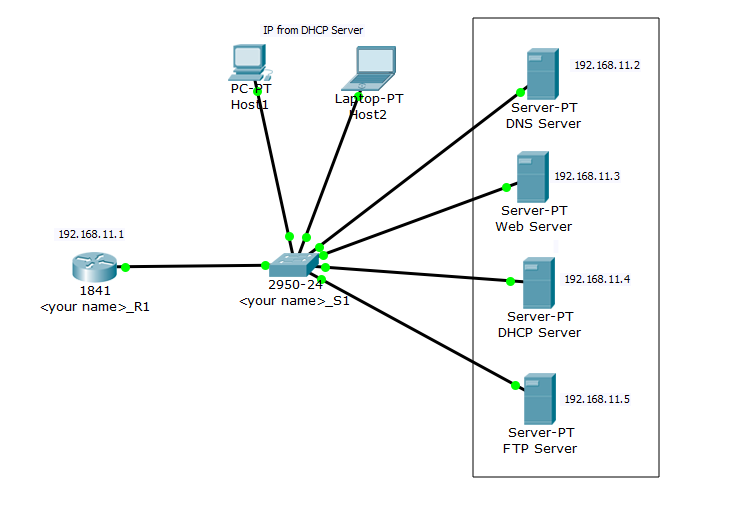 IP from DHCP Server
PC-PT
Host1
Laptop-PT
Host2
192.168.11.2
Server-PT
DNS Server
192.168.11.3
Server-PT
Web Server
192.168.11.1
1841
<your name>_R1
2950-24
<your name>_S1
192.168.11.4
Server-PT
DHCP Server
192.168.11.5
Server-PT
FTP Server